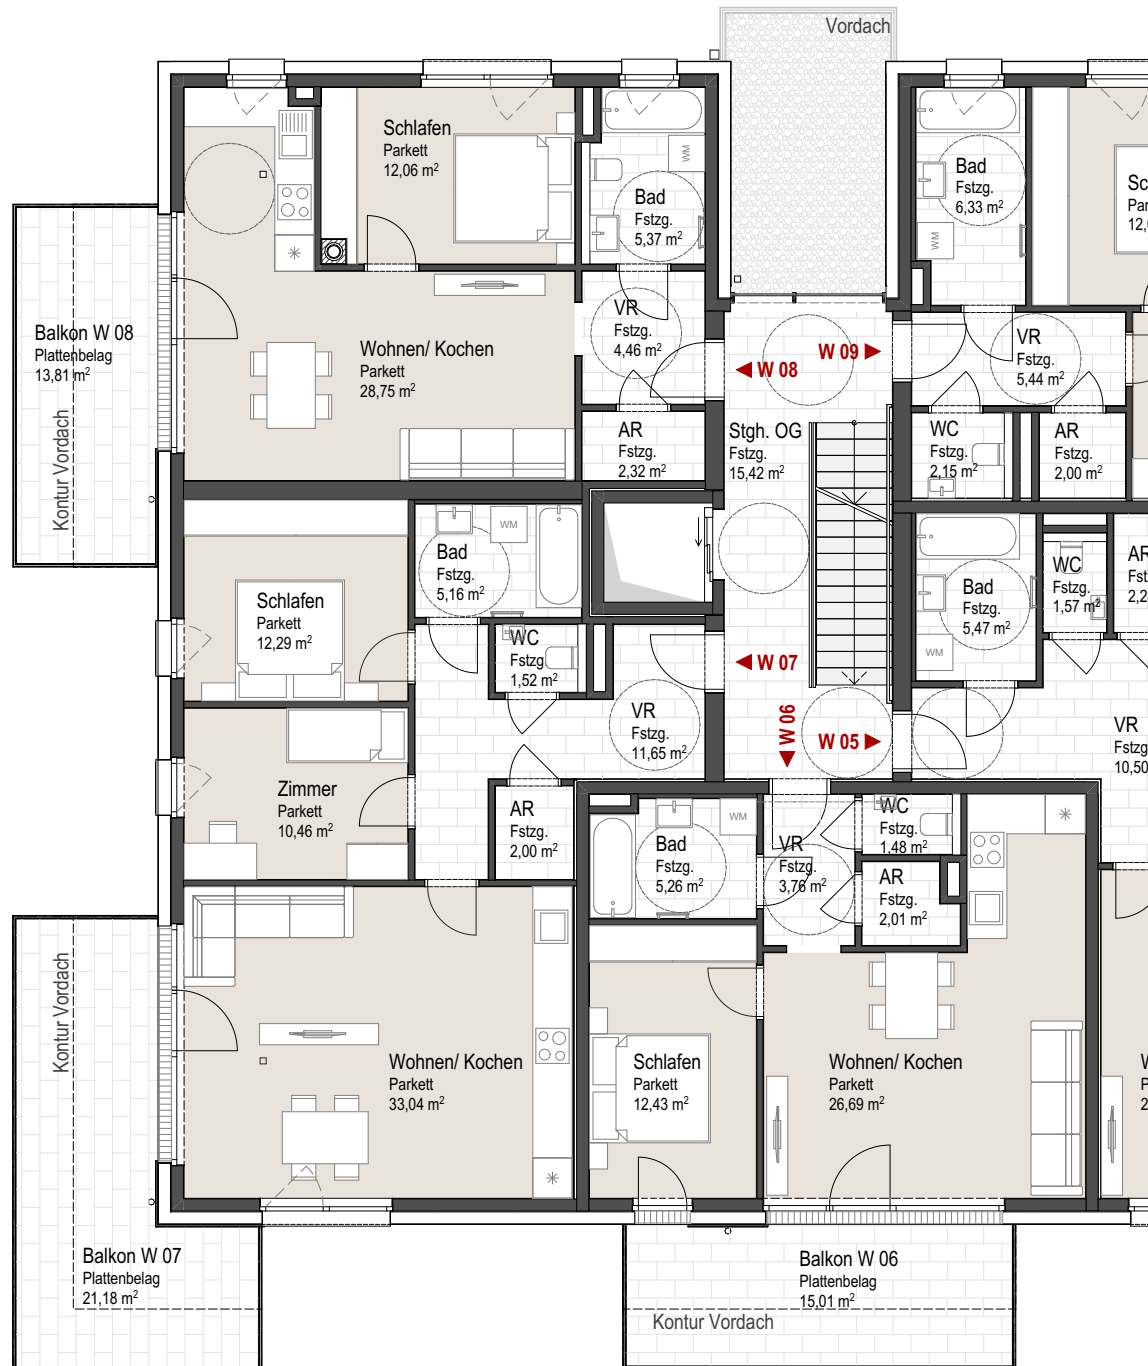 Vordach
Schlafen
Parkett
12,06 m²
WM
Bad
Fstzg.
5,37 m²
Bad
Fstzg.
6,33 m²
WM
Balkon W 08
Plattenbelag
13,81 m²
Kontur Vordach
Wohnen/ Kochen
Parkett
28,75 m²
VR
Fstzg.
4,46 m²
AR
Fstzg.
2,32 m²
W 08
W 09
VR
Fstzg.
5,44 m²
Stgh. OG
Fstzg.
15,42 m²
WC
Fstzg.
2,15 m²
AR
Fstzg.
2,00 m²
Schlafen
Parkett
12,29 m²
WM
Bad
Fstzg.
5,16 m²
WC
Fstzg.
1,52 m²
W 07
W 06
W 05
Bad
Fstzg.
5,47 m²
WM
WC
Fstzg.
1,57 m²
AR
VR
Fstzg.
11,65 m²
VR
Fstzg
10,50
Zimmer
Parkett
10,46 m²
AR
Fstzg.
2,00 m²
WM
Bad
Fstzg.
5,26 m²
VR
Fstzg.
3,76 m²
WC
Fstzg.
1,48 m²
AR
Fstzg.
2,01 m²
Kontur Vordach
Wohnen/ Kochen
Parkett
33,04 m²
Schlafen
Parkett
12,43 m²
Wohnen/ Kochen
Parkett
26,69 m²
Balkon W 07
Plattenbelag
21,18 m²
Balkon W 06
Plattenbelag
15,01 m²
Kontur Vordach